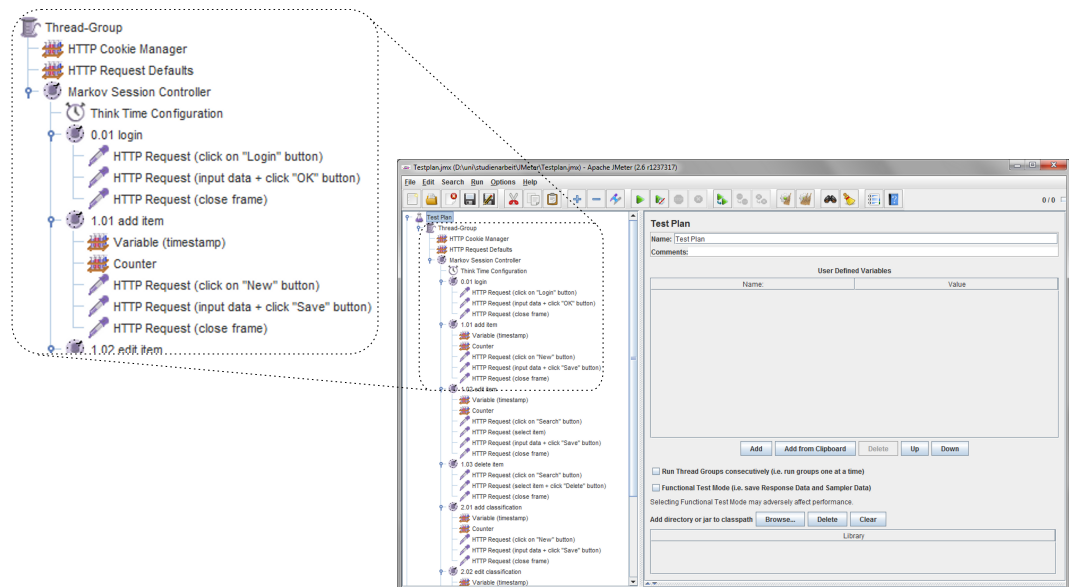 Thread-Group
HTTP Cookie Manager
HTTP Request Defaults
Markov Session Controller
Think Time Configuration
0.01 login
HTTP Request (click on "Login" button)
HTTP Request (input data + click "OK" button)
HTTP Request (close frame)
1.01 add item
Variable (timestamp)
Counter
HTTP Request (click on "New" button)
HTTP Request (input data + click "Save" button)
HTTP Request (close frame)
1.02 edit item
Testplan.jmx (D:\uni\studienarbeit\JMeter\Testplan.jmx) - Apache JMeter (2.6 r1237317)
File Edit Search Run Options Help
0 / 0
Test Plan
Thread-Group
HTTP Cookie Manager
HTTP Request Defaults
Markov Session Controller
Think Time Configuration
0.01 login
HTTP Request (click on "Login" button)
HTTP Request (input data + click "OK" button)
HTTP Request (close frame)
1.01 add item
Variable (timestamp)
Counter
HTTP Request (click on "New" button)
HTTP Request (input data + click "Save" button)
HTTP Request (close frame)
1.02 edit item
Variable (timestamp)
Counter
HTTP Request (click on "Search" button)
HTTP Request (select item)
HTTP Request (input data + click "Save" button)
HTTP Request (close frame)
1.03 delete item
HTTP Request (click on "Search" button)
HTTP Request (select item + click "Delete" button)
HTTP Request (close frame)
2.01 add classification
Variable (timestamp)
Counter
HTTP Request (click on "New" button)
HTTP Request (input data + click "Save" button)
HTTP Request (close frame)
2.02 edit classification
Variable (timestamp)
Test Plan
Name: Test Plan
Comments:
User Defined Variables
Name: Value
Add Add from Clipboard Delete Up Down
Run Thread Groups consecutively (i.e. run groups one at a time)
Functional Test Mode (i.e. save Response Data and Sampler Data)
Selecting Functional Test Mode may adversely affect performance.
Add directory or jar to classpath Browse... Delete Clear
Library